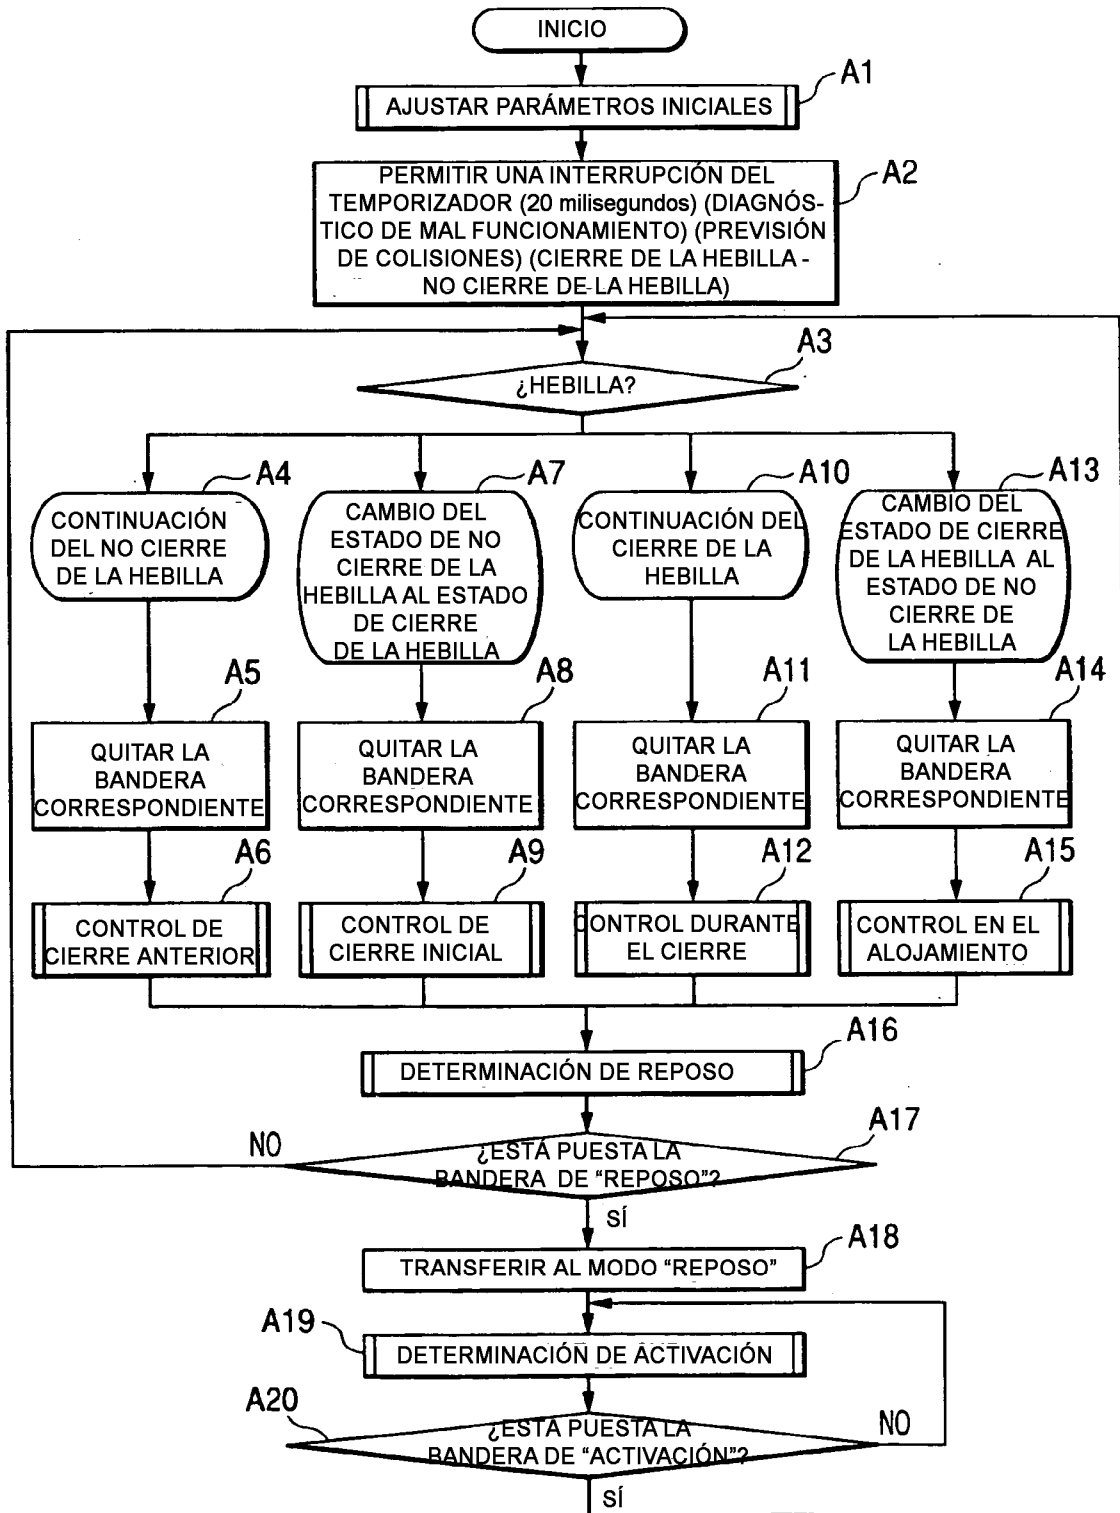 INICIO
A1
AJUSTAR PARÁMETROS INICIALES
A2
PERMITIR UNA INTERRUPCIÓN DEL
TEMPORIZADOR (20 milisegundos) (DIAGNÓS-
TICO DE MAL FUNCIONAMIENTO) (PREVISIÓN
DE COLISIONES) (CIERRE DE LA HEBILLA -
NO CIERRE DE LA HEBILLA)
A3
¿HEBILLA?
A4
CONTINUACIÓN
DEL NO CIERRE
DE LA HEBILLA
A7
CAMBIO DEL
ESTADO DE NO
CIERRE DE LA
HEBILLA AL ESTADO
DE CIERRE
DE LA HEBILLA
A10
CONTINUACIÓN DEL
CIERRE DE LA
HEBILLA
A13
CAMBIO DEL
ESTADO DE CIERRE
DE LA HEBILLA AL
ESTADO DE NO
CIERRE DE
LA HEBILLA
A5
QUITAR LA
BANDERA
CORRESPONDIENTE
A8
QUITAR LA
BANDERA
CORRESPONDIENTE
A11
QUITAR LA
BANDERA
CORRESPONDIENTE
A14
QUITAR LA
BANDERA
CORRESPONDIENTE
A6
CONTROL DE
CIERRE ANTERIOR
A9
CONTROL DE
CIERRE INICIAL
A12
CONTROL DURANTE
EL CIERRE
A15
CONTROL EN EL
ALOJAMIENTO
A16
DETERMINACIÓN DE REPOSO
A17
NO
¿ESTÁ PUESTA LA
BANDERA DE “REPOSO”?
SÍ
A18
TRANSFERIR AL MODO “REPOSO”
A19
DETERMINACIÓN DE ACTIVACIÓN
A20
¿ESTÁ PUESTA LA
BANDERA DE “ACTIVACIÓN”?
NO
SÍ